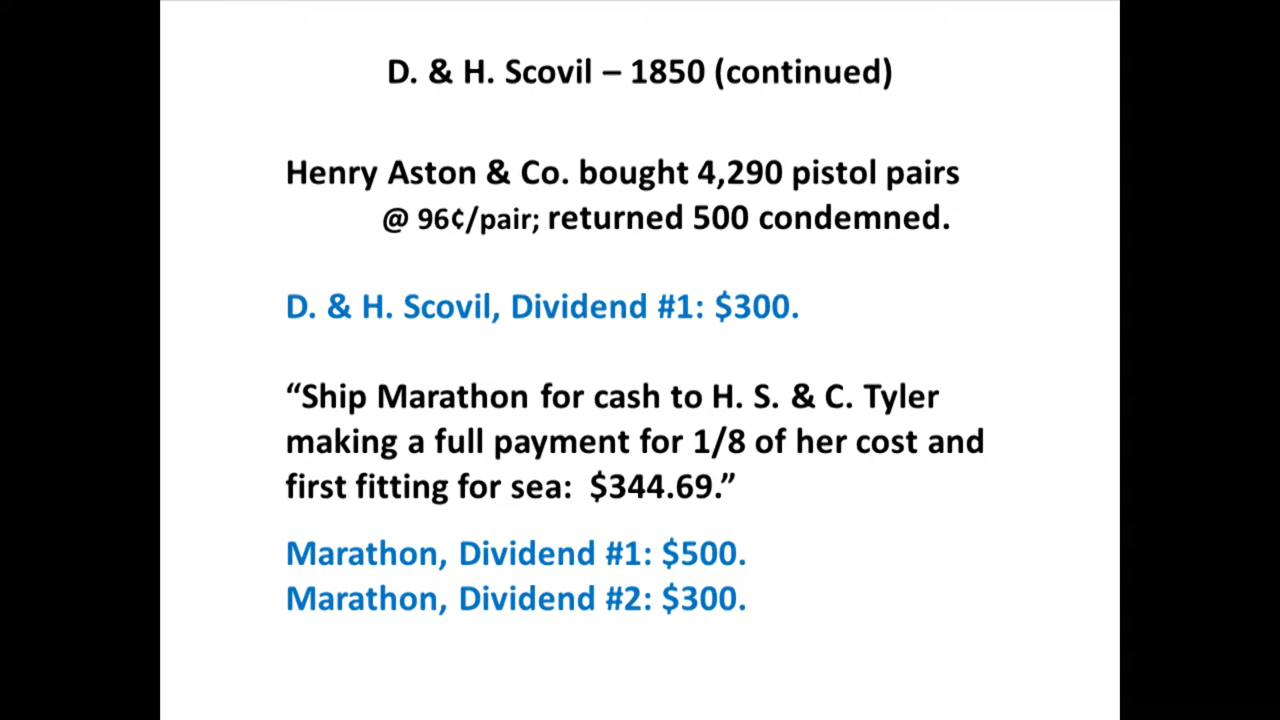 D. & H. Scovil – 1850 (continued)
Henry Aston & Co. bought 4,290 pistol pairs
@ 96¢/pair; returned 500 condemned.
D. & H. Scovil, Dividend #1: $300.
“Ship Marathon for cash to H. S. & C. Tyler
making a full payment for 1/8 of her cost and
first fitting for sea:  $344.69.”
Marathon, Dividend #1: $500.
Marathon, Dividend #2: $300.